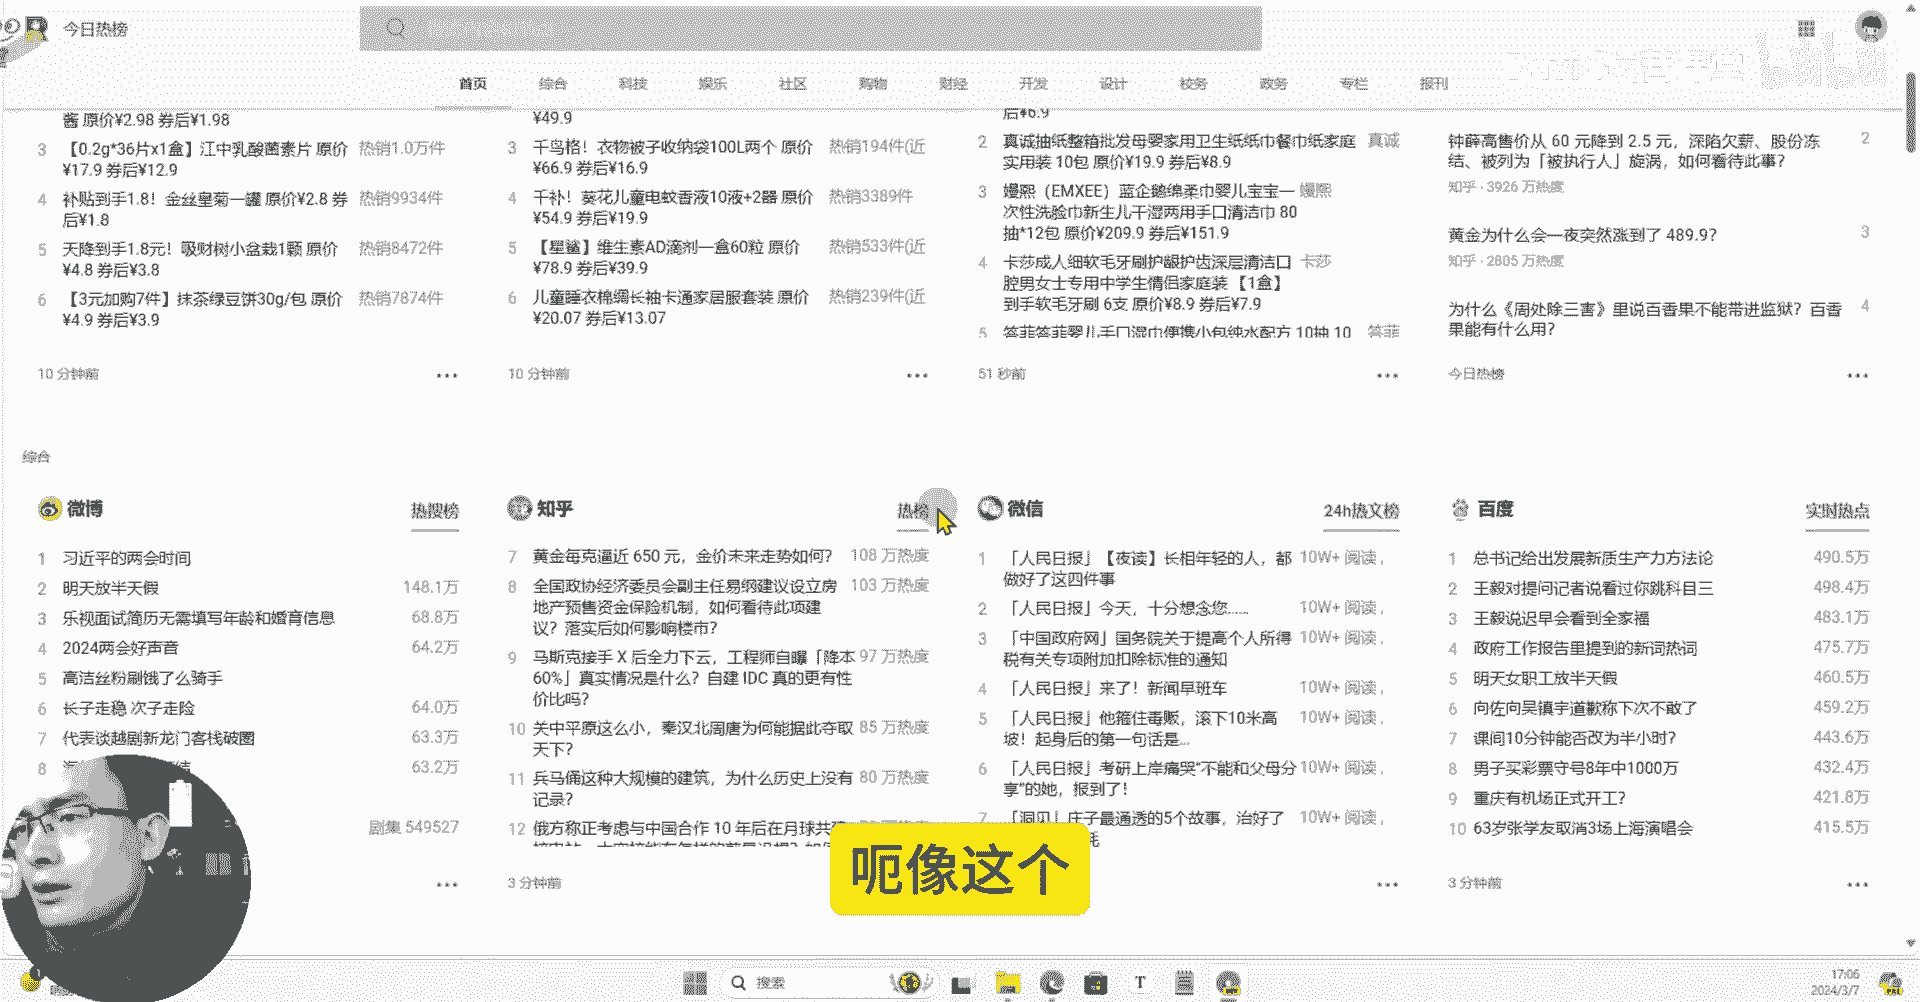 今日热榜
首页 综合 科技 娱乐 社区 购物 财经 开发 设计 校务 政务 专栏 报刊
酱 原价¥2.98 券后¥1.98
3 【0.2g*36片x1盒】江中乳酸菌素片 原价 热销1.0万件
¥17.9 券后¥12.9
4 补贴到手1.8！金丝皇菊一罐 原价¥2.8 券 热销9934件
后¥1.8
5 天降到手1.8元！吸财树小盆栽1颗 原价 热销8472件
¥4.8 券后¥3.8
6 【3元加购7件】抹茶绿豆饼30g/包 原价 热销7874件
¥4.9 券后¥3.9
10 分钟前
¥49.9
3 千鸟格！衣物被子收纳袋100L两个 原价 热销194件(近
¥66.9 券后¥16.9
4 千补！葵花儿童电蚊香液10液+2器 原价 热销3389件
¥54.9 券后¥19.9
5 【星鲨】维生素AD滴剂一盒60粒 原价 热销533件(近
¥78.9 券后¥39.9
6 儿童睡衣棉绸长袖卡通家居服套装 原价 热销239件(近
¥20.07 券后¥13.07
10 分钟前
后¥6.9
2 真诚抽纸整箱批发母婴家用卫生纸纸巾餐巾纸家庭 真诚
实用装 10包 原价¥19.9 券后¥8.9
3 嫚熙（EMXEE）蓝企鹅绵柔巾婴儿宝宝一 嫚熙
次性洗脸巾新生儿干湿两用手口清洁巾 80
抽*12包 原价¥209.9 券后¥151.9
4 卡莎成人细软毛牙刷护龈护齿深层清洁口 卡莎
腔男女士专用中学生情侣家庭装 【1盒】
到手软毛牙刷 6支 原价¥8.9 券后¥7.9
5 答菲答菲婴儿手口湿巾便携小包纯水配方 10抽 10 答菲
51 秒前
钟薛高售价从 60 元降到 2.5 元，深陷欠薪、股份冻 2
结、被列为「被执行人」旋涡，如何看待此事？
知乎 · 3926 万热度
黄金为什么会一夜突然涨到了 489.9？ 3
知乎 · 2805 万热度
为什么《周处除三害》里说百香果不能带进监狱？百香 4
果能有什么用？
今日热榜
综合
微博 热搜榜
1 习近平的两会时间
2 明天放半天假 148.1万
3 乐视面试简历无需填写年龄和婚育信息 68.8万
4 2024两会好声音 64.2万
5 高洁丝粉刷饿了么骑手
6 长子走稳 次子走险 64.0万
7 代表谈越剧新龙门客栈破圈 63.3万
8 63.2万
剧集 549527
知乎 热榜
7 黄金每克逼近 650 元，金价未来走势如何？ 108 万热度
8 全国政协经济委员会副主任易纲建议设立房 103 万热度
地产预售资金保险机制，如何看待此项建
议？落实后如何影响楼市？
9 马斯克接手 X 后全力下云，工程师自曝「降本 97 万热度
60%」真实情况是什么？自建 IDC 真的更有性
价比吗？
10 关中平原这么小，秦汉北周唐为何能据此夺取 85 万热度
天下？
11 兵马俑这种大规模的建筑，为什么历史上没有 80 万热度
记录？
12 俄方称正考虑与中国合作 10 年后在月球共建
3 分钟前
微信 24h热文榜
1 「人民日报」【夜读】长相年轻的人，都 10W+ 阅读，
做好了这四件事
2 「人民日报」今天，十分想念您…… 10W+ 阅读，
3 「中国政府网」国务院关于提高个人所得 10W+ 阅读，
税有关专项附加扣除标准的通知
4 「人民日报」来了！新闻早班车 10W+ 阅读，
5 「人民日报」他箍住毒贩，滚下10米高 10W+ 阅读，
坡！起身后的第一句话是…
6 「人民日报」考研上岸痛哭“不能和父母分 10W+ 阅读，
享”的她，报到了！
7 「洞见」庄子最通透的5个故事，治好了 10W+ 阅读，
耗
百度 实时热点
1 总书记给出发展新质生产力方法论 490.5万
2 王毅对提问记者说看过你跳科目三 498.4万
3 王毅说迟早会看到全家福 483.1万
4 政府工作报告里提到的新词热词 475.7万
5 明天女职工放半天假 460.5万
6 向佐向吴镇宇道歉称下次不敢了 459.2万
7 课间10分钟能否改为半小时？ 443.6万
8 男子买彩票守号8年中1000万 432.4万
9 重庆有机场正式开工？ 421.8万
10 63岁张学友取消3场上海演唱会 415.5万
3 分钟前
呃像这个
搜索
17:06
2024/3/7